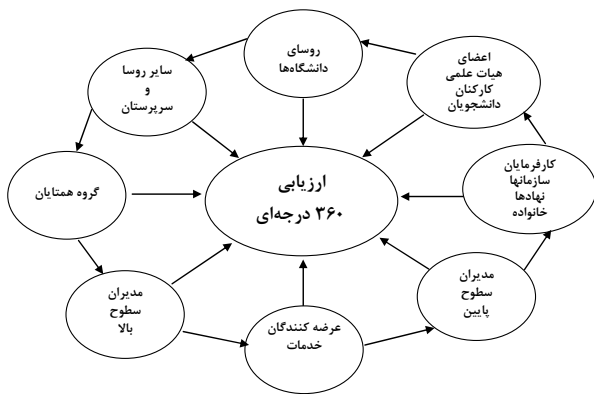 روسای
دانشگاه‌ها
اعضای
هیات علمی
کارکنان
دانشجویان
سایر روسا
و
سرپرستان
ارزیابی
۳۶۰ درجه‌ای
کارفرمایان
سازمانها
نهادها
خانواده
گروه همتایان
مدیران
سطوح
پایین
مدیران
سطوح
بالا
عرضه کنندگان
خدمات